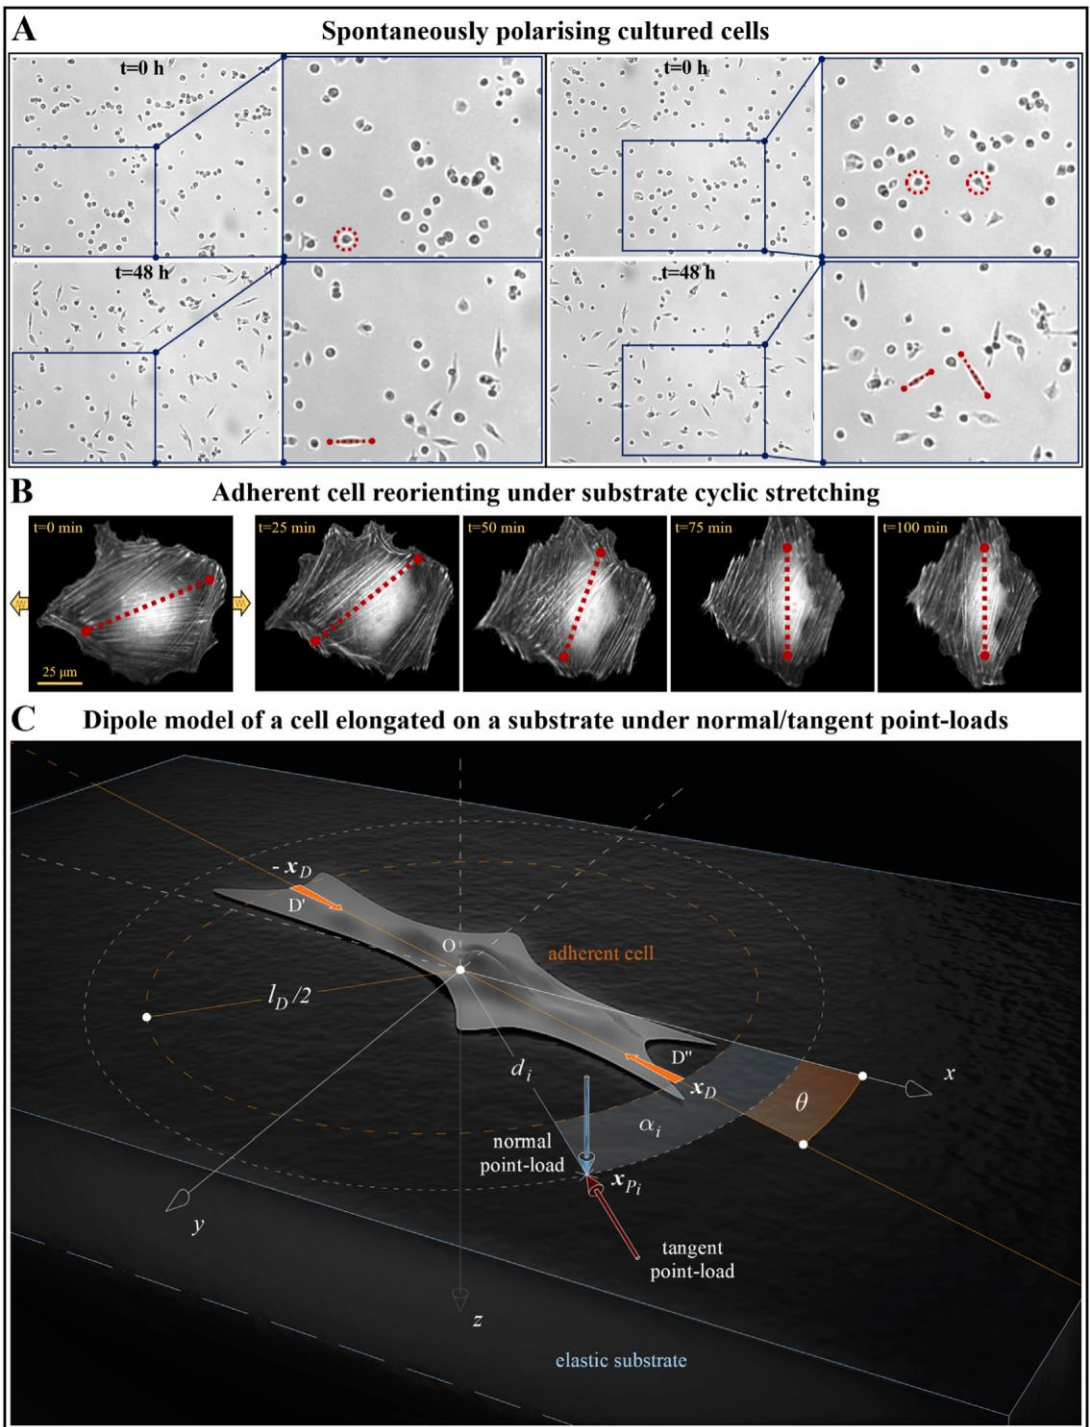 A
Spontaneously polarising cultured cells
t=0 h
t=0 h
t=48 h
t=48 h
B
Adherent cell reorienting under substrate cyclic stretching
t=0 min
t=25 min
t=50 min
t=75 min
t=100 min
25 μm
C
Dipole model of a cell elongated on a substrate under normal/tangent point-loads
- x_D
D'
O
adherent cell
l_D/2
D"
d_i
x
x_D
θ
α_i
normal
point-load
x_{P_i}
y
tangent
point-load
z
elastic substrate